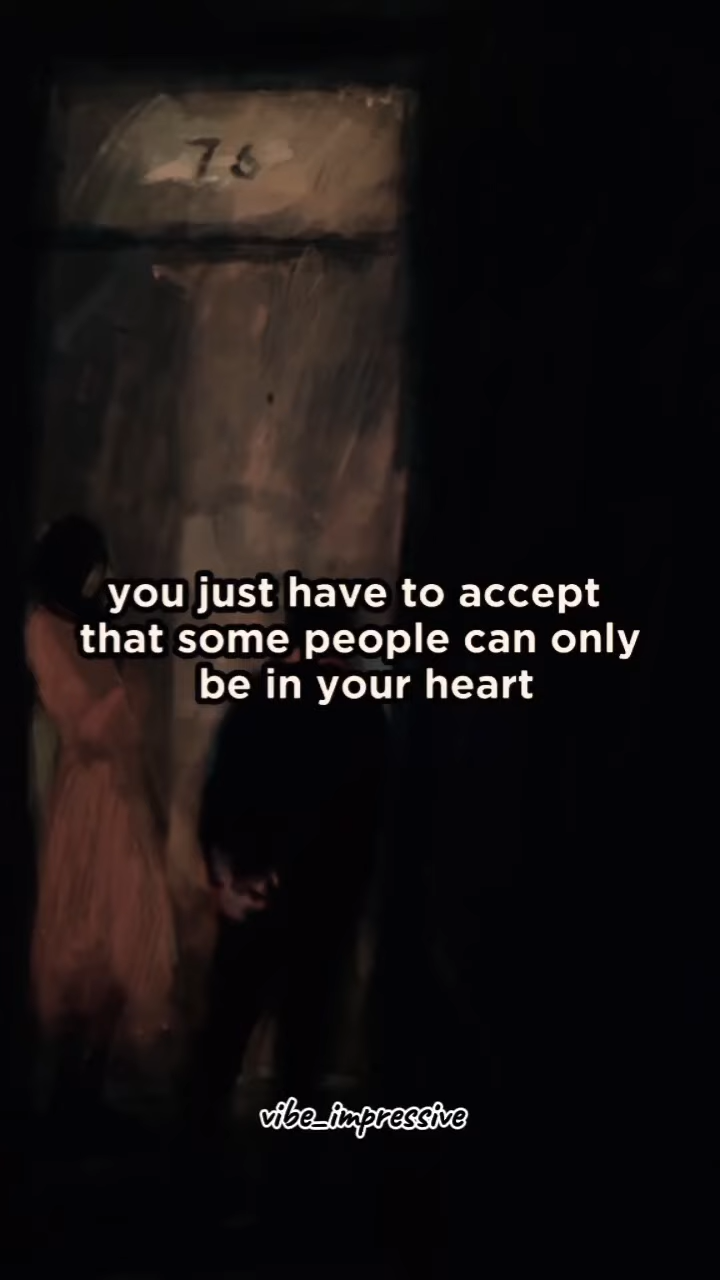 76
you just have to accept
that some people can only
be in your heart
vibe_impressive